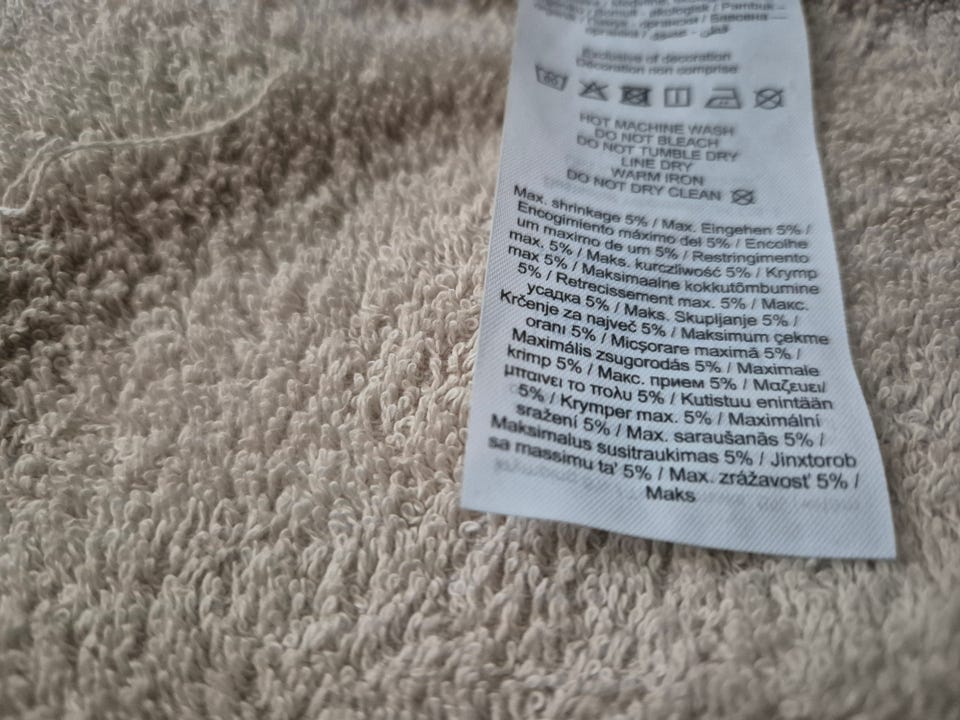 ekologisk / Pambuk -
Exclusive of decoration
Décoration non comprise
HOT MACHINE WASH
DO NOT BLEACH
DO NOT TUMBLE DRY
LINE DRY
WARM IRON
DO NOT DRY CLEAN
Max. shrinkage 5% / Max. Eingehen 5% /
Encogimiento máximo del 5% / Encolhe
um maximo de um 5% / Restringimento
max. 5% / Maks. kurczliwość 5% / Krymp
max 5% / Maksimaalne kokkutõmbumine
5% / Retrecissement max. 5% / Макс.
усадка 5% / Maks. Skupljanje 5% /
Krčenje za največ 5% / Maksimum çekme
oranı 5% / Micşorare maximă 5% /
Maximális zsugorodás 5% / Maximale
krimp 5% / Макс. прием 5% / Μαζευει/
μπαινει το πολυ 5% / Kutistuu enintään
5% / Krymper max. 5% / Maximální
sražení 5% / Max. saraušanās 5% /
Maksimalus susitraukimas 5% / Jinxtorob
sa massimu ta' 5% / Max. zrážavosť 5% /
Maks